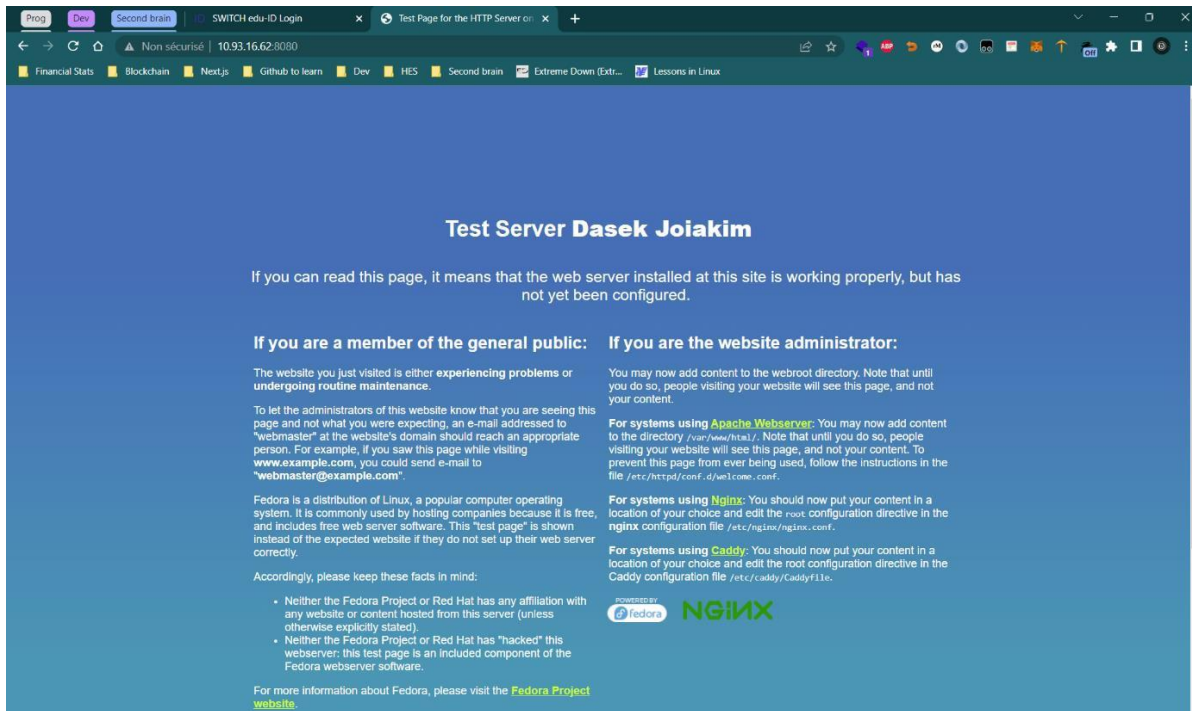 Prog
Dev
Second brain
SWITCH edu-ID Login
Test Page for the HTTP Server on
Non sécurisé
10.93.16.62:8080
Financial Stats
Blockchain
Next.js
Github to learn
Dev
HES
Second brain
Extreme Down (Extr...
Lessons in Linux
Test Server Dasek Joiakim
If you can read this page, it means that the web server installed at this site is working properly, but has
not yet been configured.
If you are a member of the general public:
The website you just visited is either experiencing problems or
undergoing routine maintenance.
To let the administrators of this website know that you are seeing this
page and not what you were expecting, an e-mail addressed to
"webmaster" at the website's domain should reach an appropriate
person. For example, if you saw this page while visiting
www.example.com, you could send e-mail to
"webmaster@example.com".
Fedora is a distribution of Linux, a popular computer operating
system. It is commonly used by hosting companies because it is free,
and includes free web server software. This "test page" is shown
instead of the expected website if they do not set up their web server
correctly.
Accordingly, please keep these facts in mind:
• Neither the Fedora Project or Red Hat has any affiliation with
any website or content hosted from this server (unless
otherwise explicitly stated).
• Neither the Fedora Project or Red Hat has "hacked" this
webserver: this test page is an included component of the
Fedora webserver software.
For more information about Fedora, please visit the Fedora Project
website.
If you are the website administrator:
You may now add content to the webroot directory. Note that until
you do so, people visiting your website will see this page, and not
your content.
For systems using Apache Webserver: You may now add content
to the directory /var/www/html/. Note that until you do so, people
visiting your website will see this page, and not your content. To
prevent this page from ever being used, follow the instructions in the
file /etc/httpd/conf.d/welcome.conf.
For systems using Nginx: You should now put your content in a
location of your choice and edit the root configuration directive in the
nginx configuration file /etc/nginx/nginx.conf.
For systems using Caddy: You should now put your content in a
location of your choice and edit the root configuration directive in the
Caddy configuration file /etc/caddy/Caddyfile.
POWERED BY
fedora
NGINX